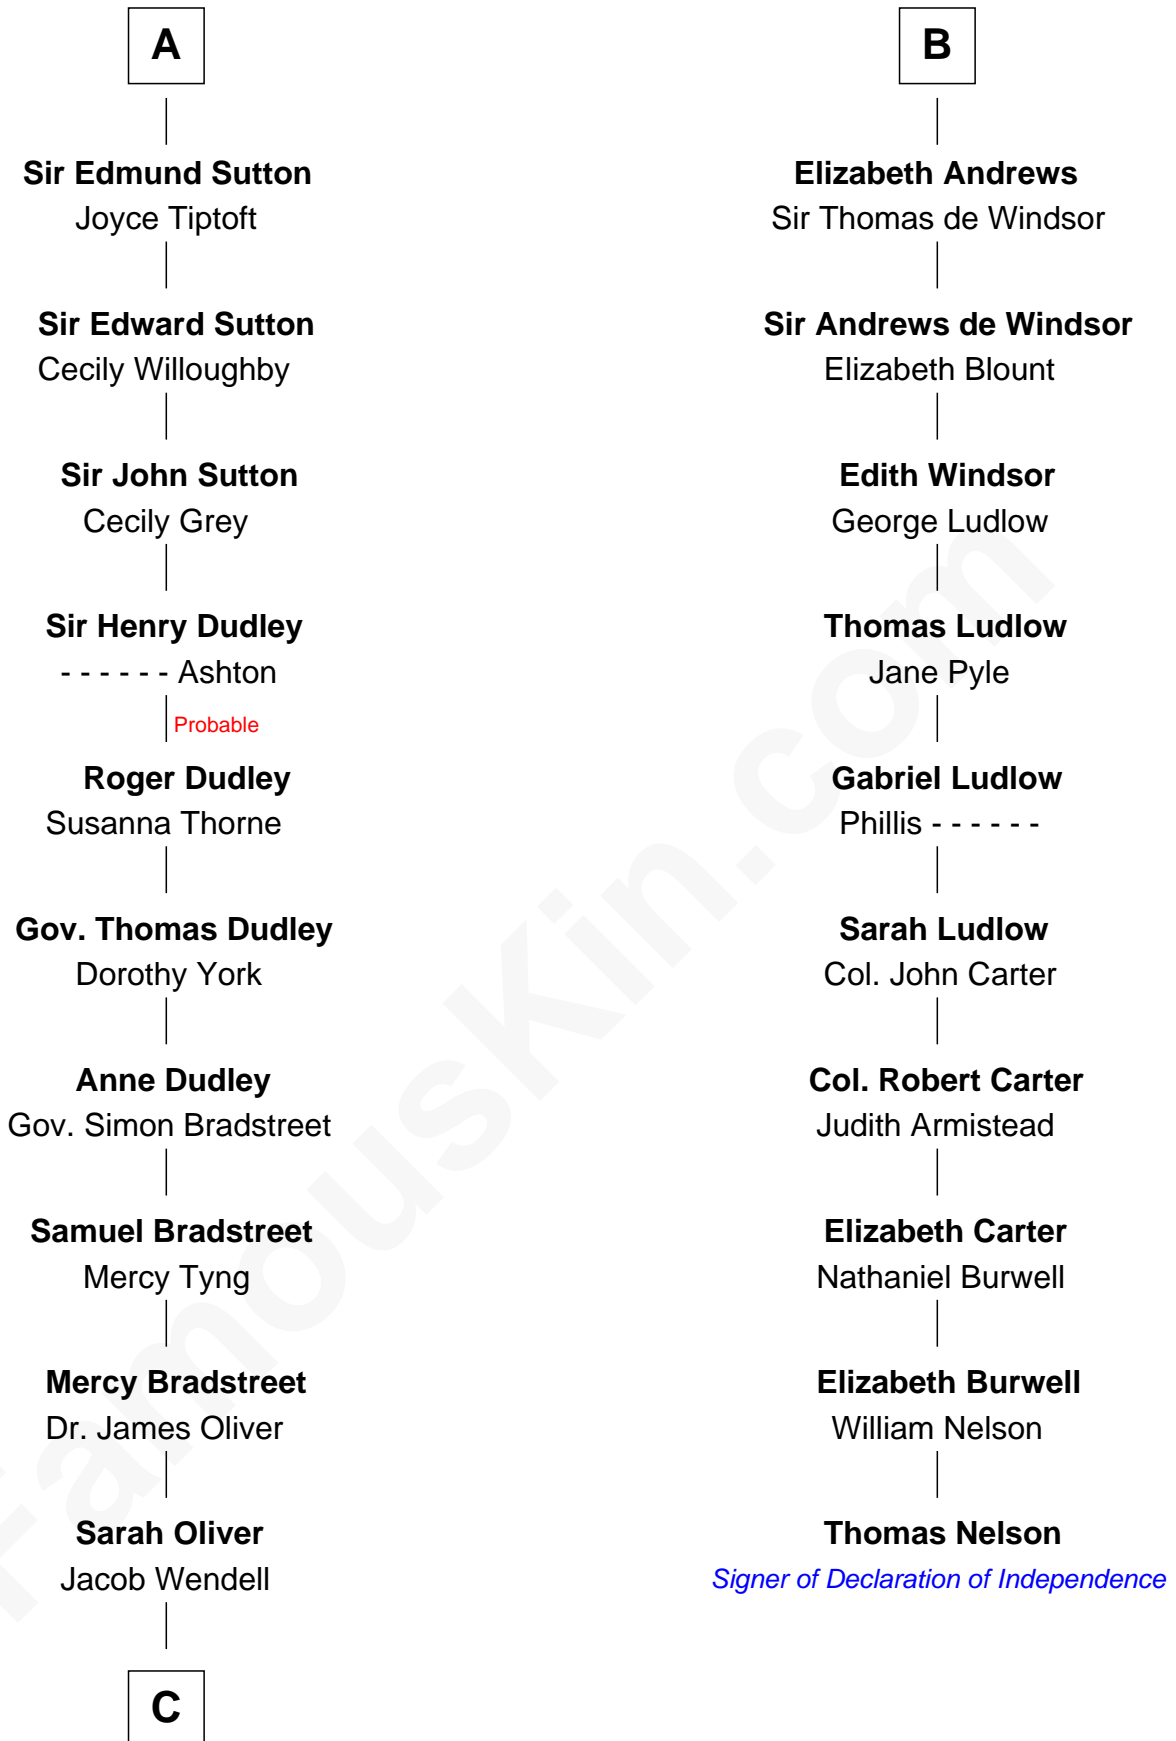 A
Sir Edmund Sutton
Joyce Tiptoft
Sir Edward Sutton
Cecily Willoughby
Sir John Sutton
Cecily Grey
Sir Henry Dudley
- - - - - - Ashton
Probable
Roger Dudley
Susanna Thorne
Gov. Thomas Dudley
Dorothy York
Anne Dudley
Gov. Simon Bradstreet
Samuel Bradstreet
Mercy Tyng
Mercy Bradstreet
Dr. James Oliver
Sarah Oliver
Jacob Wendell
C
B
Elizabeth Andrews
Sir Thomas de Windsor
Sir Andrews de Windsor
Elizabeth Blount
Edith Windsor
George Ludlow
Thomas Ludlow
Jane Pyle
Gabriel Ludlow
Phillis - - - - - -
Sarah Ludlow
Col. John Carter
Col. Robert Carter
Judith Armistead
Elizabeth Carter
Nathaniel Burwell
Elizabeth Burwell
William Nelson
Thomas Nelson
Signer of Declaration of Independence
FamousKin.com